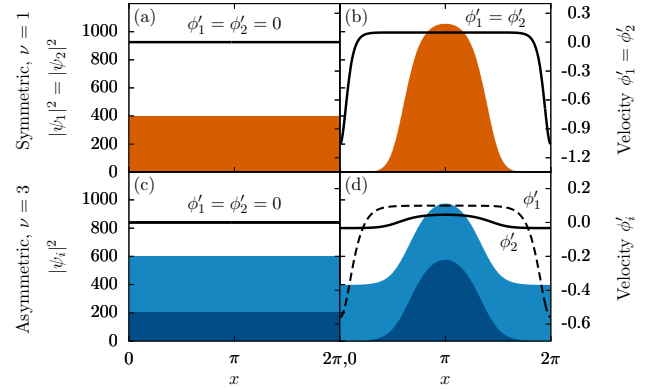 Symmetric, ν = 1
|ψ₁|² = |ψ₂|²
1000
800
600
400
200
0
(a)
ϕ′₁ = ϕ′₂ = 0
(b)
ϕ′₁ = ϕ′₂
0.3
0.0
-0.3
-0.6
-0.9
-1.2
Velocity ϕ′₁ = ϕ′₂
Asymmetric, ν = 3
|ψᵢ|²
1000
800
600
400
200
0
(c)
ϕ′₁ = ϕ′₂ = 0
(d)
ϕ′₁
ϕ′₂
0.2
0.0
-0.2
-0.4
-0.6
Velocity ϕ′ᵢ
0 π 2π,0 π 2π
x x